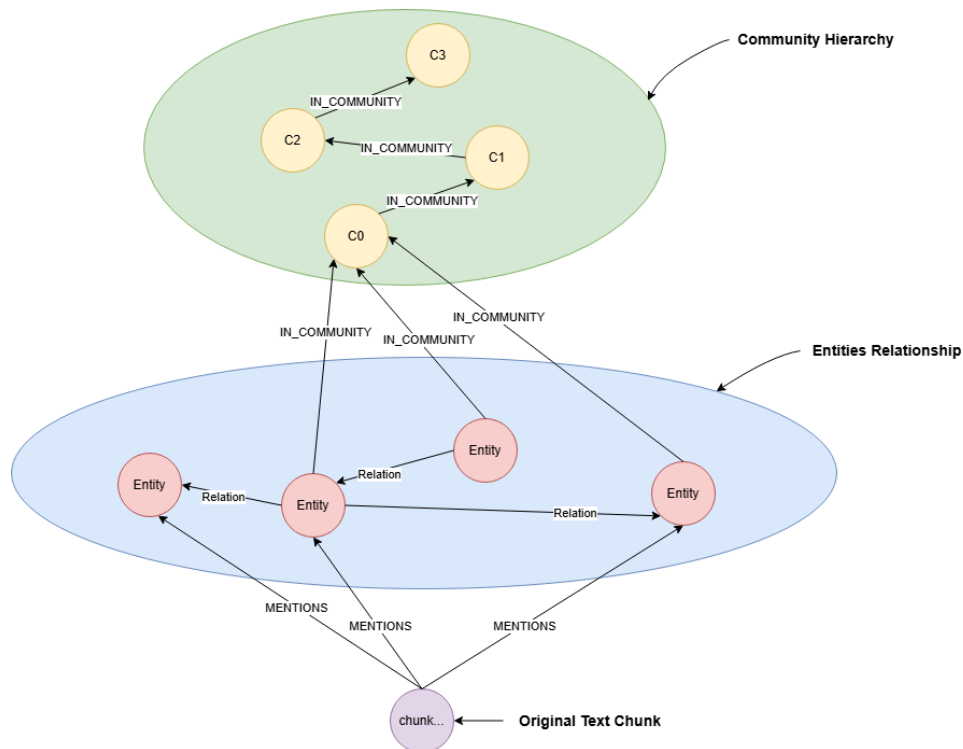 Community Hierarchy
C3
IN_COMMUNITY
C2
IN_COMMUNITY
C1
IN_COMMUNITY
C0
IN_COMMUNITY
IN_COMMUNITY
IN_COMMUNITY
Entities Relationship
Entity
Entity
Relation
Entity
Relation
Entity
Relation
MENTIONS
MENTIONS
MENTIONS
chunk...
Original Text Chunk